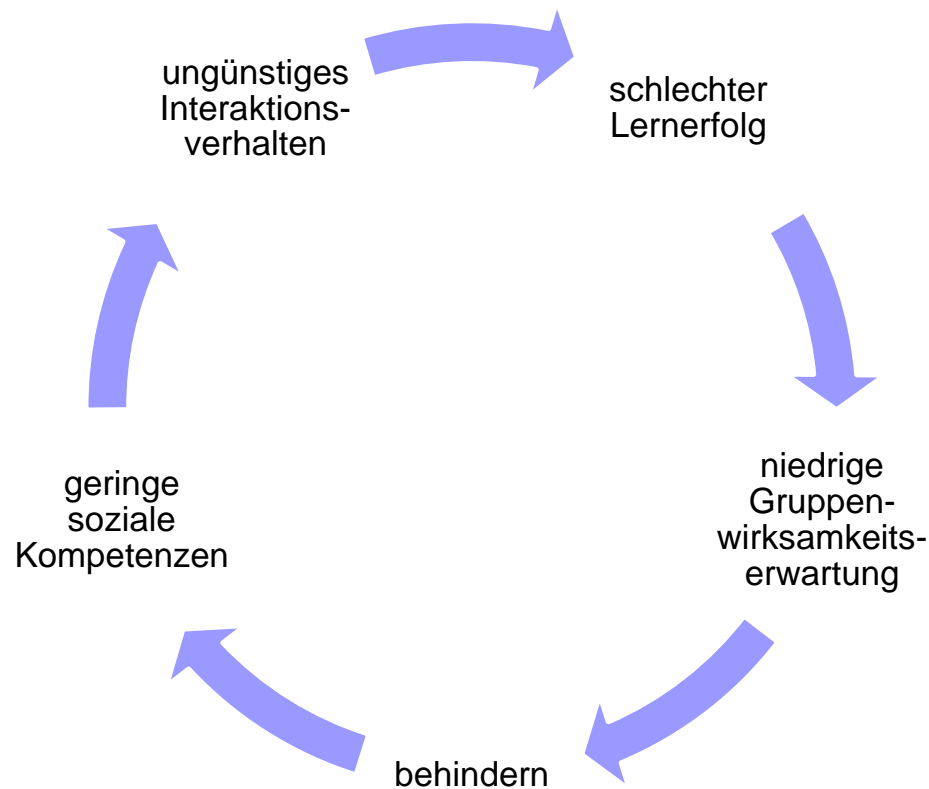 ungünstiges
Interaktions-
verhalten
schlechter
Lernerfolg
niedrige
Gruppen-
wirksamkeits-
erwartung
behindern
geringe
soziale
Kompetenzen